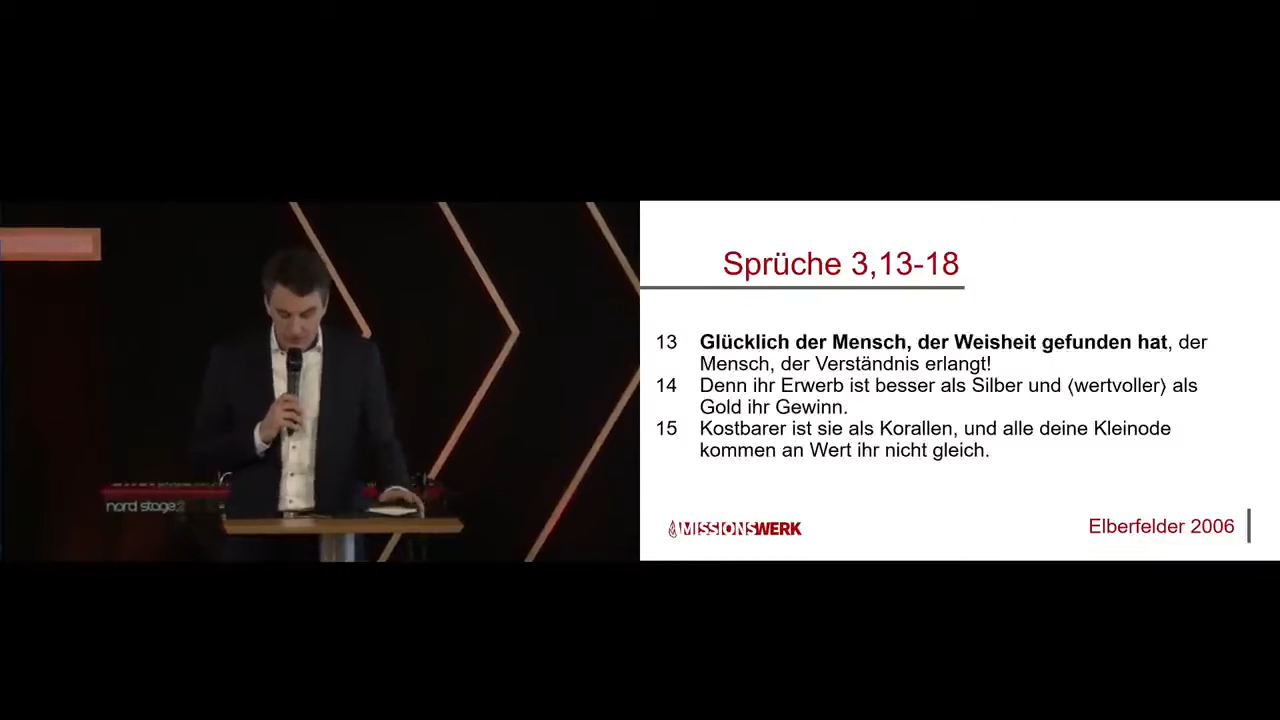 Sprüche 3,13-18
13 Glücklich der Mensch, der Weisheit gefunden hat, der
Mensch, der Verständnis erlangt!
14 Denn ihr Erwerb ist besser als Silber und ⟨wertvoller⟩ als
Gold ihr Gewinn.
15 Kostbarer ist sie als Korallen, und alle deine Kleinode
kommen an Wert ihr nicht gleich.
nord stage 2
MISSIONSWERK
Elberfelder 2006